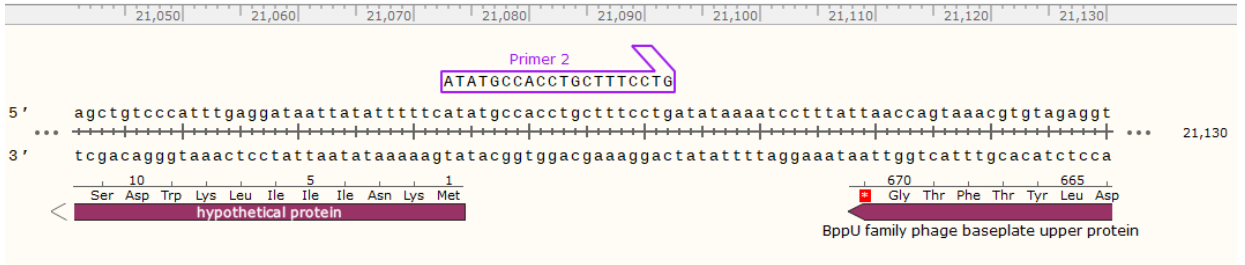 21,050 21,060 21,070 21,080 21,090 21,100 21,110 21,120 21,130
Primer 2
ATATGCCACCTGCTTTCCTG
5' agctgtcccatttgaggataattatatttttcatatgccacctgctttcctgatataaaatcctttattaaccagtaaacgtgtagaggt
21,130
3' tcgacagggtaaactcctattaatataaaaagtatacggtggacgaaaggactatattttaggaaataattggtcatttgcacatctcca
10 5 1 670 665
Ser Asp Trp Lys Leu Ile Ile Ile Asn Lys Met * Gly Thr Phe Thr Tyr Leu Asp
hypothetical protein
BppU family phage baseplate upper protein